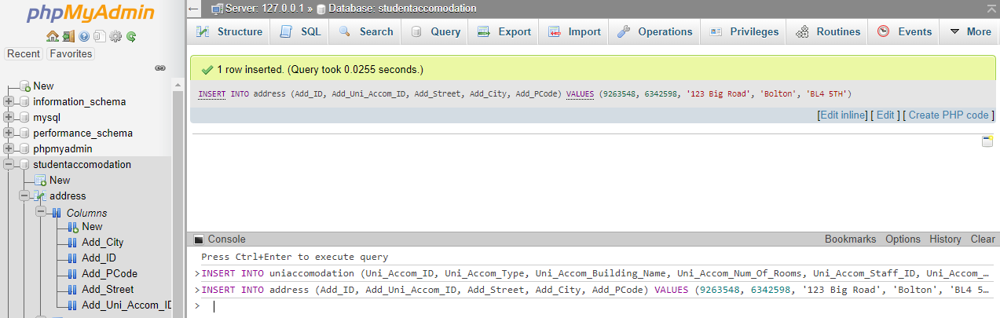 phpMyAdmin
Recent Favorites
New
information_schema
mysql
performance_schema
phpmyadmin
studentaccomodation
New
address
Columns
New
Add_City
Add_ID
Add_PCode
Add_Street
Add_Uni_Accom_ID
Server: 127.0.0.1 » Database: studentaccomodation
Structure SQL Search Query Export Import Operations Privileges Routines Events More
1 row inserted. (Query took 0.0255 seconds.)
INSERT INTO address (Add_ID, Add_Uni_Accom_ID, Add_Street, Add_City, Add_PCode) VALUES (9263548, 6342598, '123 Big Road', 'Bolton', 'BL4 5TH')
[Edit inline] [ Edit ] [ Create PHP code ]
Console Bookmarks Options History Clear
Press Ctrl+Enter to execute query
>INSERT INTO uniaccomodation (Uni_Accom_ID, Uni_Accom_Type, Uni_Accom_Building_Name, Uni_Accom_Num_Of_Rooms, Uni_Accom_Staff_ID, Uni_Accom_…
>INSERT INTO address (Add_ID, Add_Uni_Accom_ID, Add_Street, Add_City, Add_PCode) VALUES (9263548, 6342598, '123 Big Road', 'Bolton', 'BL4 5…
>